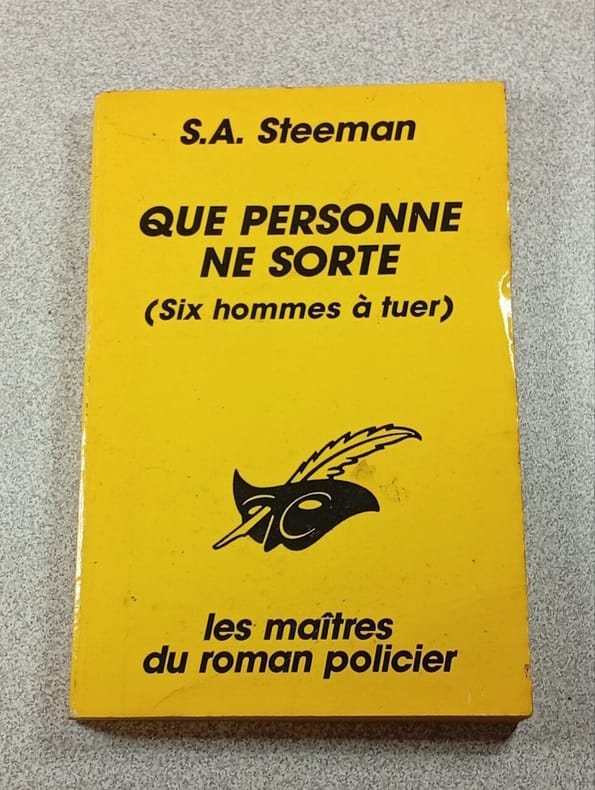 S.A. Steeman
QUE PERSONNE
NE SORTE
(Six hommes à tuer)
les maîtres
du roman policier